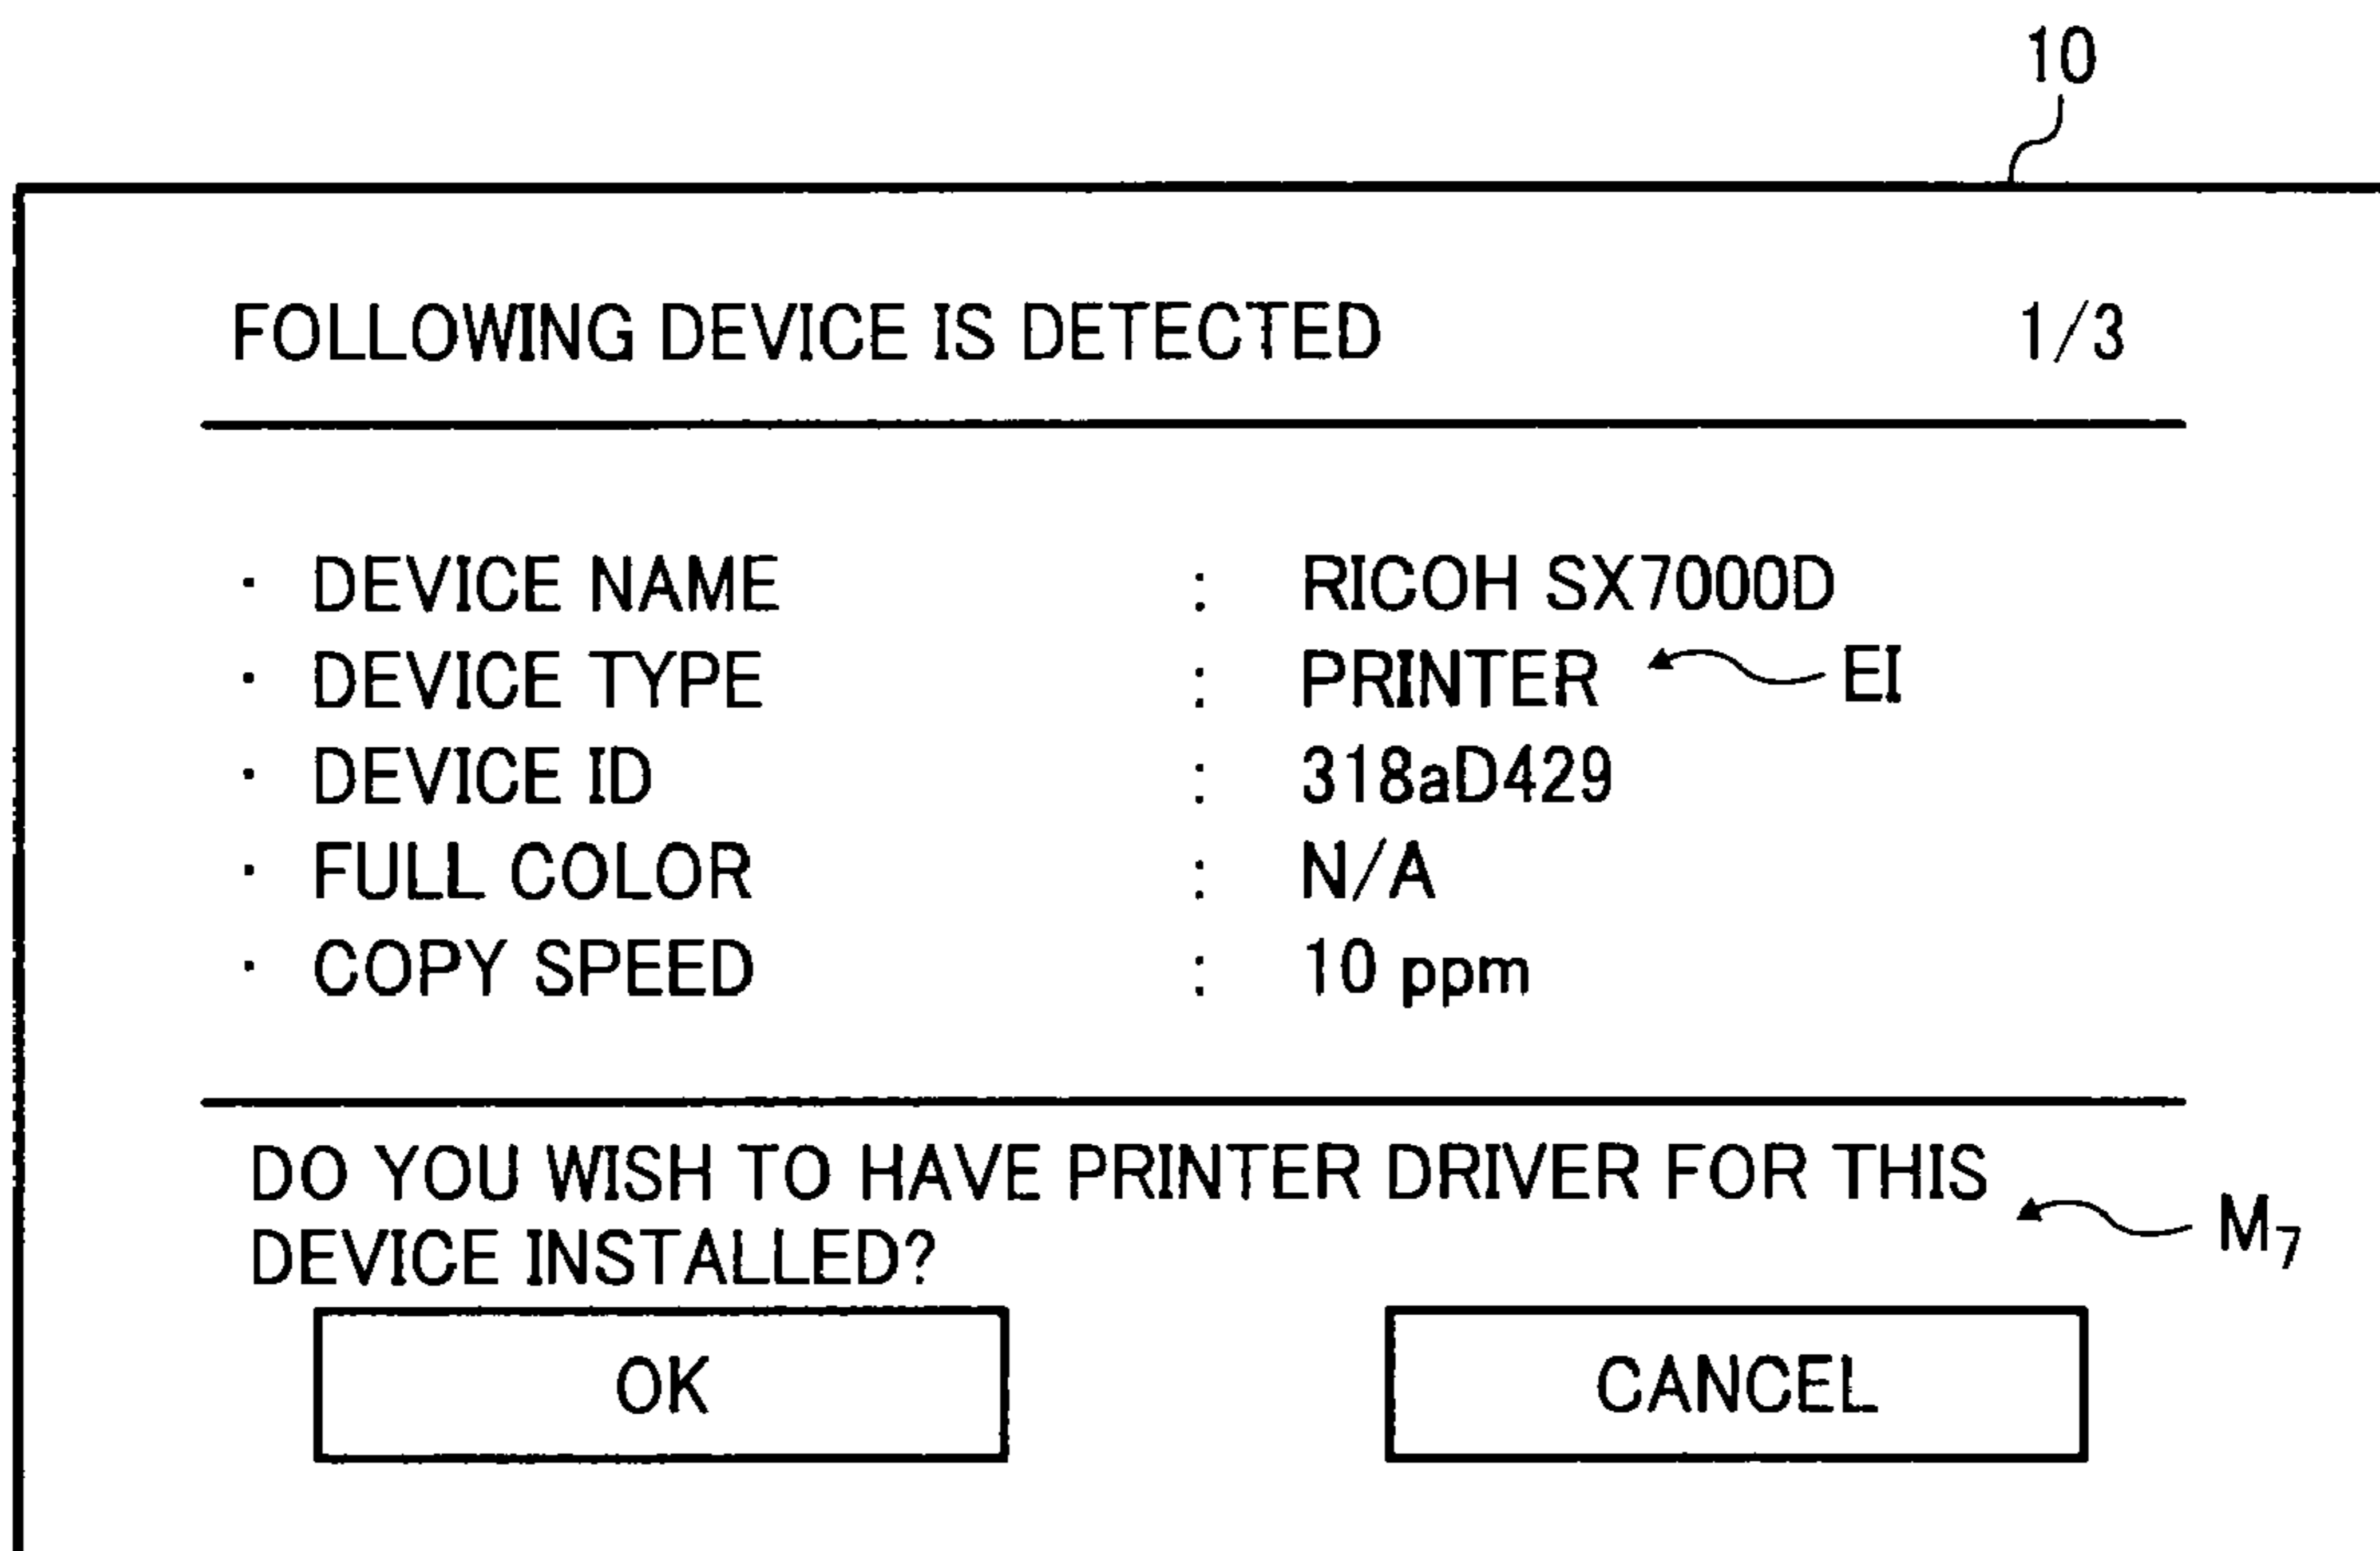 10
FOLLOWING DEVICE IS DETECTED 1/3
· DEVICE NAME : RICOH SX7000D
· DEVICE TYPE : PRINTER EI
· DEVICE ID : 318aD429
· FULL COLOR : N/A
· COPY SPEED : 10 ppm
DO YOU WISH TO HAVE PRINTER DRIVER FOR THIS
DEVICE INSTALLED? M₇
OK CANCEL